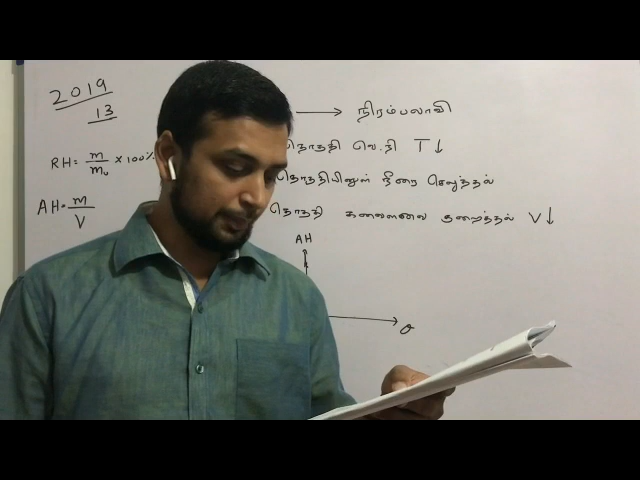 2019
13
→ நிரம்பலாவி
தொகுதி வெ.நி T↓
RH = m/m₀ × 100%
தொகுதியினுள் நீரை செலுத்தல்
AH = m/V
தொகுதி கனவளவை குறைத்தல் V↓
AH
θ